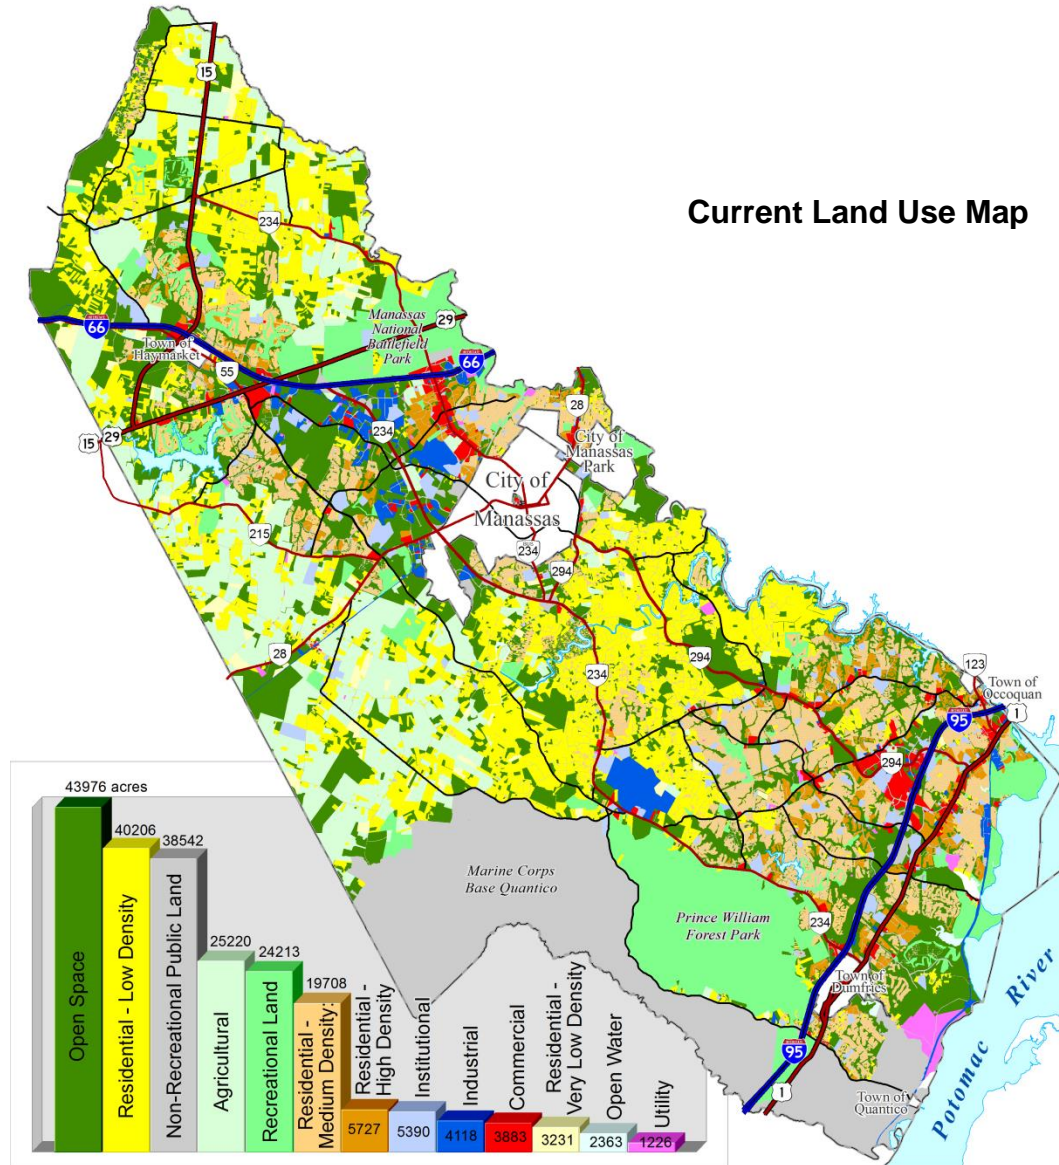 Current Land Use Map
15
234
Manassas
National
Battlefield
Park
29
66
Town of
Haymarket
66
55
28
15
29
234
City of
Manassas
Park
City of
Manassas
215
234
294
28
234
294
123
Town of
Occoquan
95
1
294
Marine Corps
Base Quantico
Prince William
Forest Park
234
Town of
Dumfries
95
1
Town of
Quantico
Potomac River
43976 acres
Open Space
40206
Residential - Low Density
38542
Non-Recreational Public Land
25220
Agricultural
24213
Recreational Land
19708
Residential -
Medium Density:
Residential -
High Density
5727
Institutional
5390
Industrial
4118
Commercial
3883
Residential -
Very Low Density
3231
Open Water
2363
Utility
1226